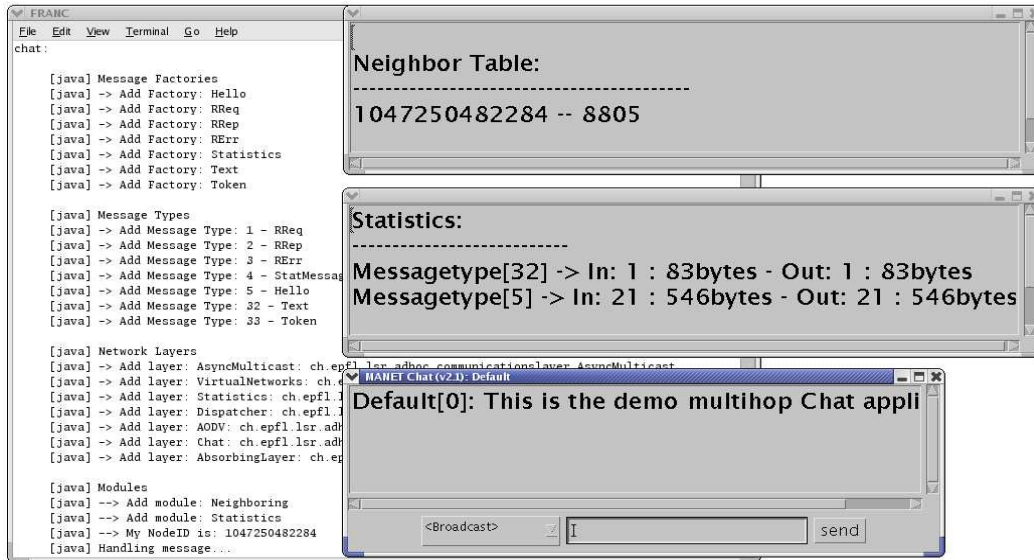 FRANC
File Edit View Terminal Go Help
chat:
[java] Message Factories
[java] -> Add Factory: Hello
[java] -> Add Factory: RReq
[java] -> Add Factory: RRep
[java] -> Add Factory: RErr
[java] -> Add Factory: Statistics
[java] -> Add Factory: Text
[java] -> Add Factory: Token
[java] Message Types
[java] -> Add Message Type: 1 - RReq
[java] -> Add Message Type: 2 - RRep
[java] -> Add Message Type: 3 - RErr
[java] -> Add Message Type: 4 - StatMessag
[java] -> Add Message Type: 5 - Hello
[java] -> Add Message Type: 32 - Text
[java] -> Add Message Type: 33 - Token
[java] Network Layers
[java] -> Add layer: AsyncMulticast: ch.epfl.lsr.adhoc.communicationslayer.AsyncMulticast
[java] -> Add layer: VirtualNetworks: ch.e
[java] -> Add layer: Statistics: ch.epfl.l
[java] -> Add layer: Dispatcher: ch.epfl.l
[java] -> Add layer: AODV: ch.epfl.lsr.adh
[java] -> Add layer: Chat: ch.epfl.lsr.adh
[java] -> Add layer: AbsorbingLayer: ch.ep
[java] Modules
[java] --> Add module: Neighboring
[java] --> Add module: Statistics
[java] --> My NodeID is: 1047250482284
[java] Handling message...
Neighbor Table:
------------------------------------------
1047250482284 -- 8805
Statistics:
---------------------------
Messagetype[32] -> In: 1 : 83bytes - Out: 1 : 83bytes
Messagetype[5] -> In: 21 : 546bytes - Out: 21 : 546bytes
MANET Chat (v2.1): Default
Default[0]: This is the demo multihop Chat appli
<Broadcast>
send